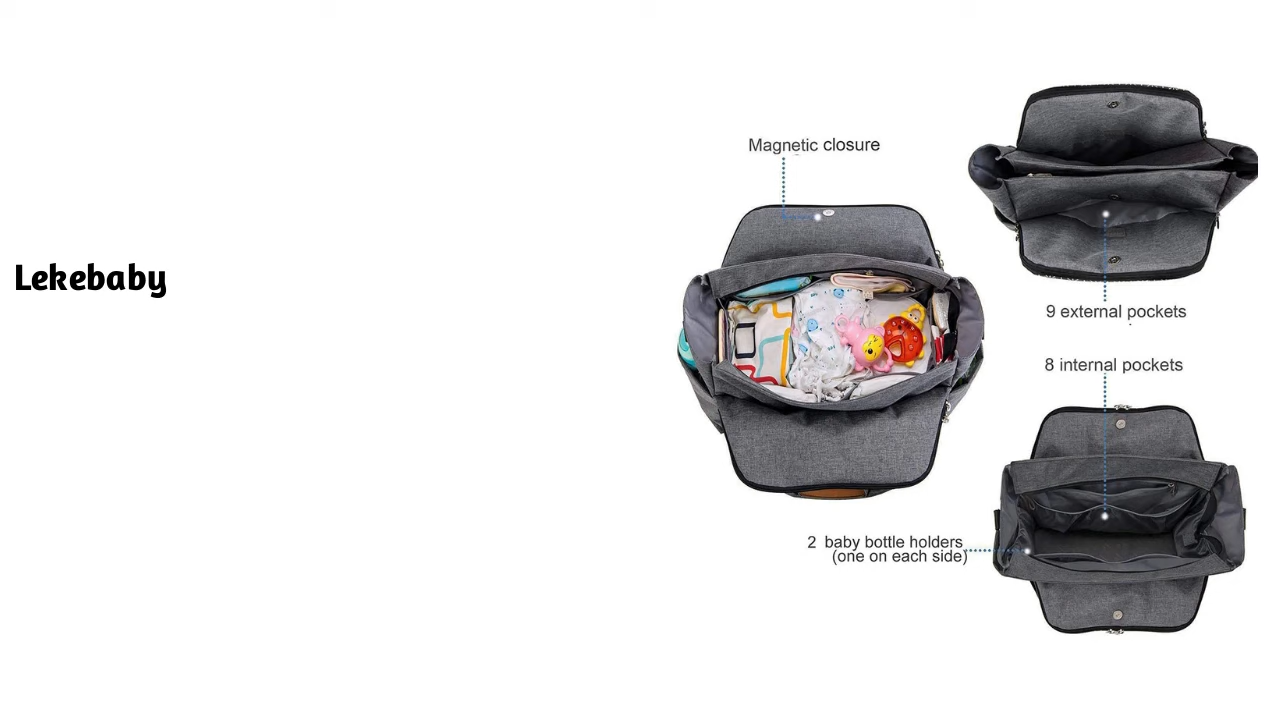 Lekebaby
Magnetic closure
9 external pockets
8 internal pockets
2 baby bottle holders
(one on each side)